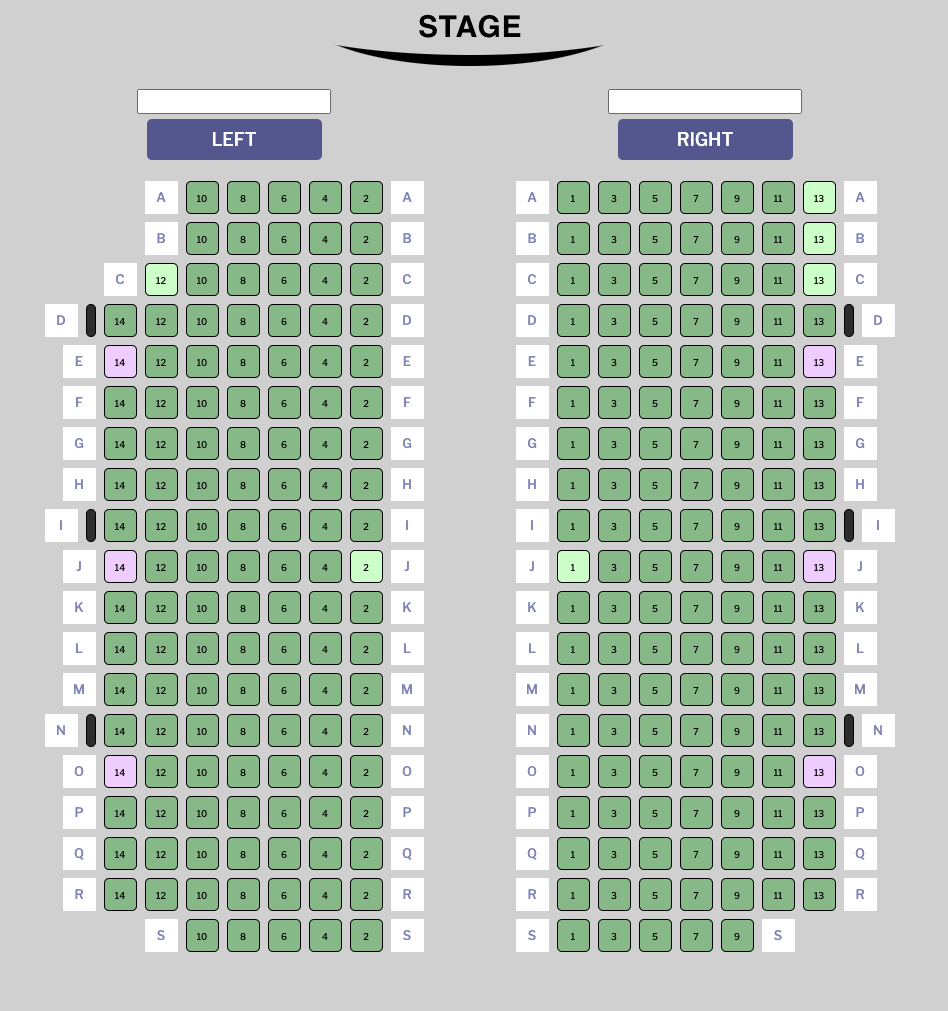 STAGE
LEFT RIGHT
A 10 8 6 4 2 A A 1 3 5 7 9 11 13 A
B 10 8 6 4 2 B B 1 3 5 7 9 11 13 B
C 12 10 8 6 4 2 C C 1 3 5 7 9 11 13 C
D 14 12 10 8 6 4 2 D D 1 3 5 7 9 11 13 D
E 14 12 10 8 6 4 2 E E 1 3 5 7 9 11 13 E
F 14 12 10 8 6 4 2 F F 1 3 5 7 9 11 13 F
G 14 12 10 8 6 4 2 G G 1 3 5 7 9 11 13 G
H 14 12 10 8 6 4 2 H H 1 3 5 7 9 11 13 H
I 14 12 10 8 6 4 2 I I 1 3 5 7 9 11 13 I
J 14 12 10 8 6 4 2 J J 1 3 5 7 9 11 13 J
K 14 12 10 8 6 4 2 K K 1 3 5 7 9 11 13 K
L 14 12 10 8 6 4 2 L L 1 3 5 7 9 11 13 L
M 14 12 10 8 6 4 2 M M 1 3 5 7 9 11 13 M
N 14 12 10 8 6 4 2 N N 1 3 5 7 9 11 13 N
O 14 12 10 8 6 4 2 O O 1 3 5 7 9 11 13 O
P 14 12 10 8 6 4 2 P P 1 3 5 7 9 11 13 P
Q 14 12 10 8 6 4 2 Q Q 1 3 5 7 9 11 13 Q
R 14 12 10 8 6 4 2 R R 1 3 5 7 9 11 13 R
S 10 8 6 4 2 S S 1 3 5 7 9 S